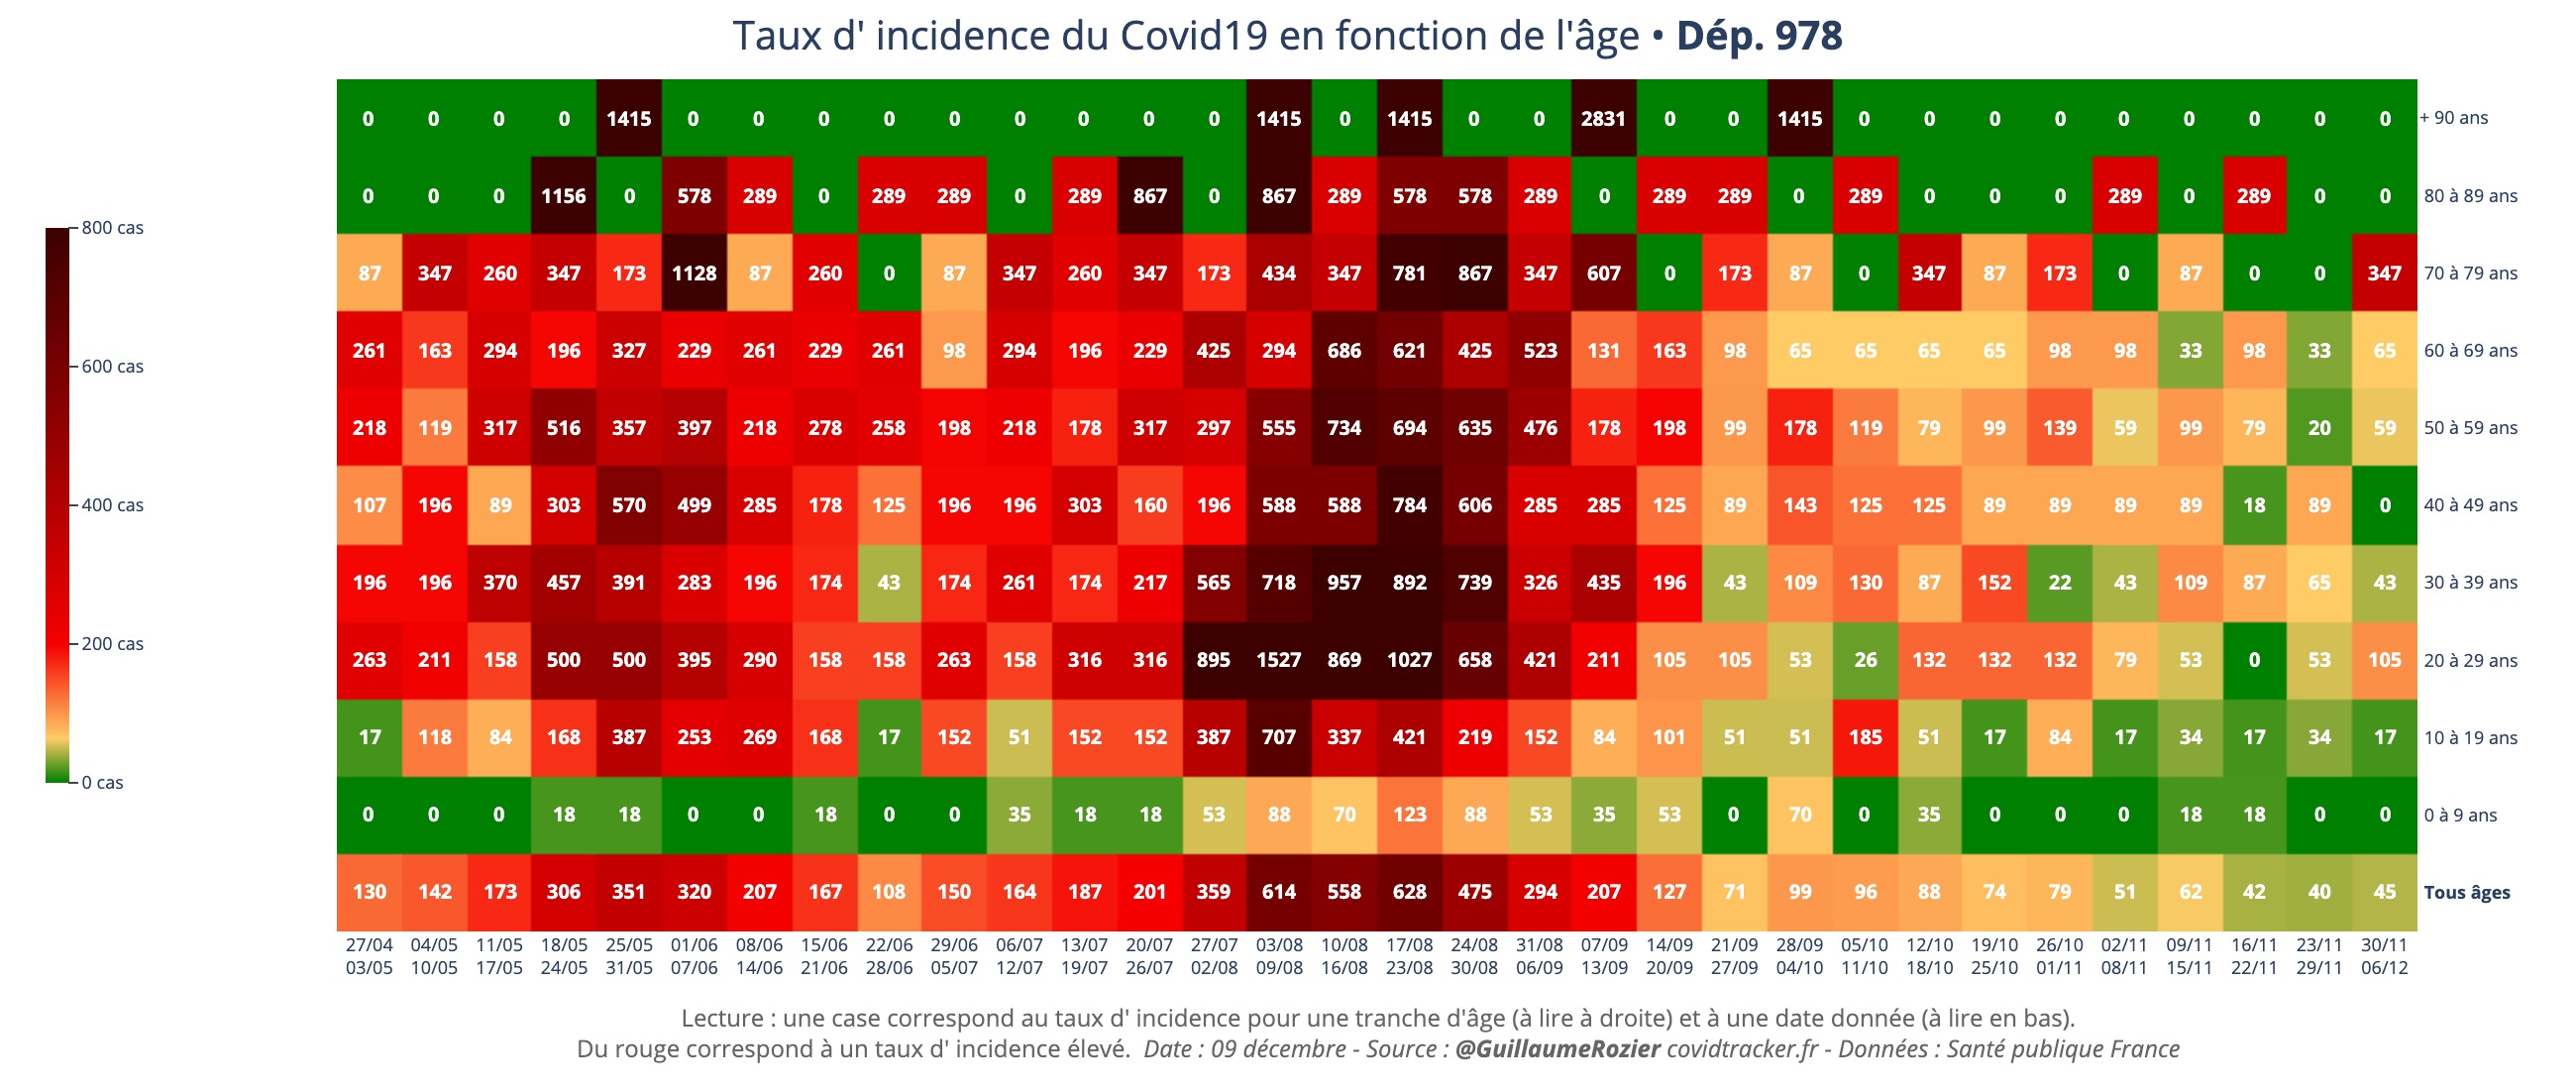 Taux d' incidence du Covid19 en fonction de l'âge • Dép. 978
0 0 0 0 1415 0 0 0 0 0 0 0 0 0 1415 0 1415 0 0 2831 0 0 1415 0 0 0 0 0 0 0 0 0 + 90 ans
0 0 0 1156 0 578 289 0 289 289 0 289 867 0 867 289 578 578 289 0 289 289 0 289 0 0 0 289 0 289 0 0 80 à 89 ans
800 cas
87 347 260 347 173 1128 87 260 0 87 347 260 347 173 434 347 781 867 347 607 0 173 87 0 347 87 173 0 87 0 0 347 70 à 79 ans
261 163 294 196 327 229 261 229 261 98 294 196 229 425 294 686 621 425 523 131 163 98 65 65 65 65 98 98 33 98 33 65 60 à 69 ans
600 cas
218 119 317 516 357 397 218 278 258 198 218 178 317 297 555 734 694 635 476 178 198 99 178 119 79 99 139 59 99 79 20 59 50 à 59 ans
400 cas
107 196 89 303 570 499 285 178 125 196 196 303 160 196 588 588 784 606 285 285 125 89 143 125 125 89 89 89 89 18 89 0 40 à 49 ans
196 196 370 457 391 283 196 174 43 174 261 174 217 565 718 957 892 739 326 435 196 43 109 130 87 152 22 43 109 87 65 43 30 à 39 ans
200 cas
263 211 158 500 500 395 290 158 158 263 158 316 316 895 1527 869 1027 658 421 211 105 105 53 26 132 132 132 79 53 0 53 105 20 à 29 ans
17 118 84 168 387 253 269 168 17 152 51 152 152 387 707 337 421 219 152 84 101 51 51 185 51 17 84 17 34 17 34 17 10 à 19 ans
0 cas
0 0 0 18 18 0 0 18 0 0 35 18 18 53 88 70 123 88 53 35 53 0 70 0 35 0 0 0 18 18 0 0 0 à 9 ans
130 142 173 306 351 320 207 167 108 150 164 187 201 359 614 558 628 475 294 207 127 71 99 96 88 74 79 51 62 42 40 45 Tous âges
27/04 04/05 11/05 18/05 25/05 01/06 08/06 15/06 22/06 29/06 06/07 13/07 20/07 27/07 03/08 10/08 17/08 24/08 31/08 07/09 14/09 21/09 28/09 05/10 12/10 19/10 26/10 02/11 09/11 16/11 23/11 30/11
03/05 10/05 17/05 24/05 31/05 07/06 14/06 21/06 28/06 05/07 12/07 19/07 26/07 02/08 09/08 16/08 23/08 30/08 06/09 13/09 20/09 27/09 04/10 11/10 18/10 25/10 01/11 08/11 15/11 22/11 29/11 06/12
Lecture : une case correspond au taux d' incidence pour une tranche d'âge (à lire à droite) et à une date donnée (à lire en bas).
Du rouge correspond à un taux d' incidence élevé. Date : 09 décembre - Source : @GuillaumeRozier covidtracker.fr - Données : Santé publique France